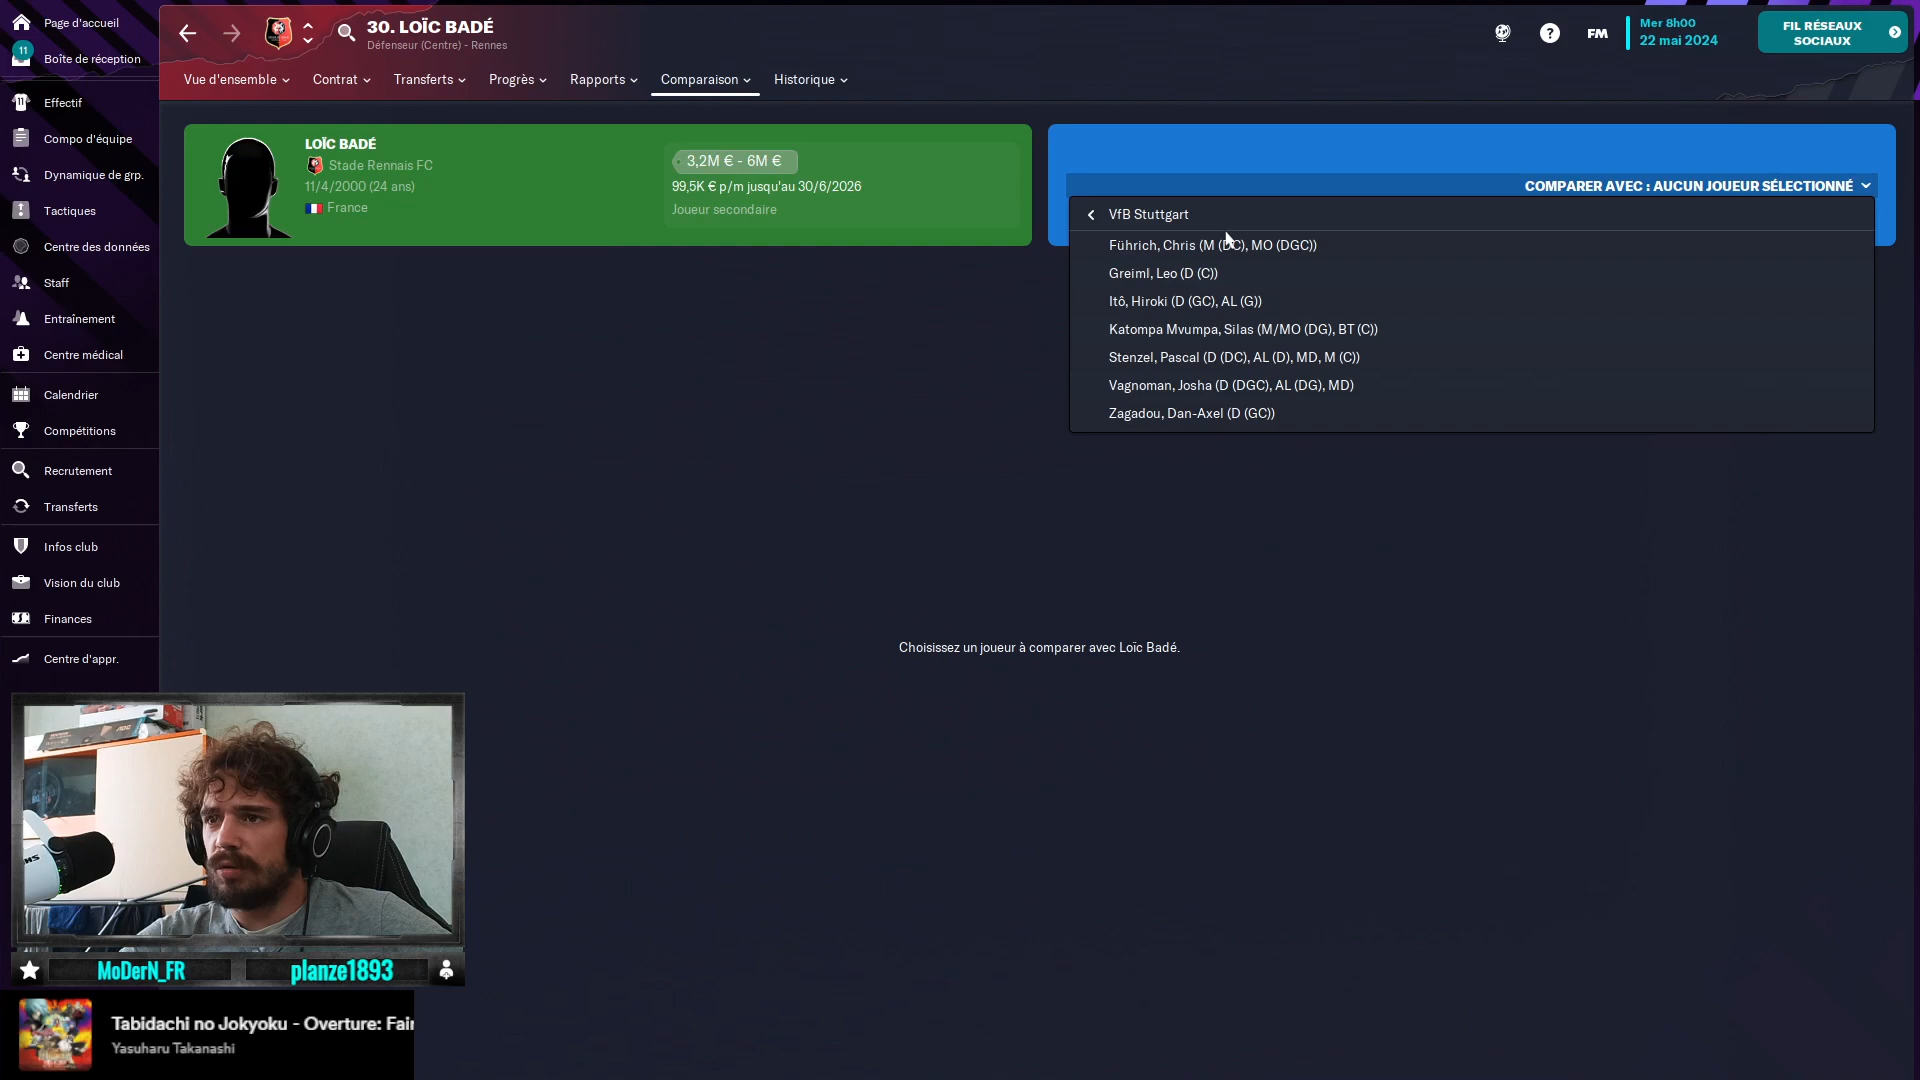 Page d'accueil
11
Boîte de réception
Effectif
Compo d'équipe
Dynamique de grp.
Tactiques
Centre des données
Staff
Entraînement
Centre médical
Calendrier
Compétitions
Recrutement
Transferts
Infos club
Vision du club
Finances
Centre d'appr.
30. LOÏC BADÉ
Défenseur (Centre) - Rennes
FM
Mer 8h00
22 mai 2024
FIL RÉSEAUX
SOCIAUX
Vue d'ensemble
Contrat
Transferts
Progrès
Rapports
Comparaison
Historique
LOÏC BADÉ
Stade Rennais FC
11/4/2000 (24 ans)
France
3,2M € - 6M €
99,5K € p/m jusqu'au 30/6/2026
Joueur secondaire
COMPARER AVEC : AUCUN JOUEUR SÉLECTIONNÉ
VfB Stuttgart
Führich, Chris (M (DC), MO (DGC))
Greiml, Leo (D (C))
Itô, Hiroki (D (GC), AL (G))
Katompa Mvumpa, Silas (M/MO (DG), BT (C))
Stenzel, Pascal (D (DC), AL (D), MD, M (C))
Vagnoman, Josha (D (DGC), AL (DG), MD)
Zagadou, Dan-Axel (D (GC))
Choisissez un joueur à comparer avec Loïc Badé.
MoDerN_FR
planze1893
Tabidachi no Jokyoku - Overture: Fair
Yasuharu Takanashi